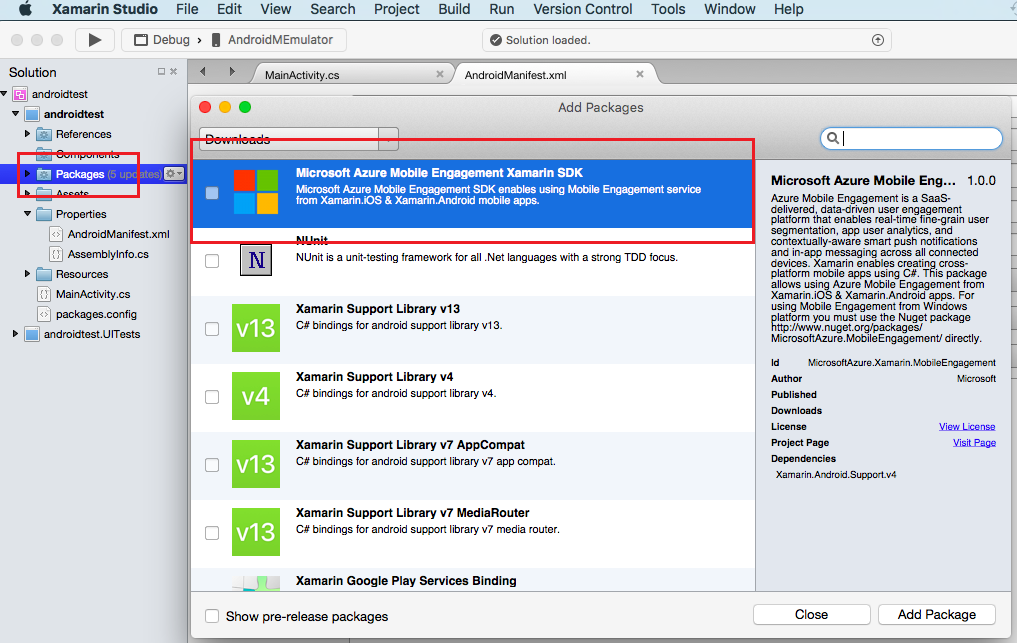 Xamarin Studio File Edit View Search Project Build Run Version Control Tools Window Help
Debug › AndroidMEmulator
Solution loaded.
Solution
MainActivity.cs
AndroidManifest.xml
androidtest
androidtest
References
Components
Packages (5 updates)
Assets
Properties
AndroidManifest.xml
AssemblyInfo.cs
Resources
MainActivity.cs
packages.config
androidtest.UITests
Add Packages
Downloads
Microsoft Azure Mobile Engagement Xamarin SDK
Microsoft Azure Mobile Engagement SDK enables using Mobile Engagement service
from Xamarin.iOS & Xamarin.Android mobile apps.
N
NUnit
NUnit is a unit-testing framework for all .Net languages with a strong TDD focus.
v13
Xamarin Support Library v13
C# bindings for android support library v13.
v4
Xamarin Support Library v4
C# bindings for android support library v4.
v13
Xamarin Support Library v7 AppCompat
C# bindings for android support library v7 app compat.
v13
Xamarin Support Library v7 MediaRouter
C# bindings for android support library v7 media router.
Xamarin Google Play Services Binding
Microsoft Azure Mobile Eng... 1.0.0
Azure Mobile Engagement is a SaaS-
delivered, data-driven user engagement
platform that enables real-time fine-grain user
segmentation, app user analytics, and
contextually-aware smart push notifications
and in-app messaging across all connected
devices. Xamarin enables creating cross-
platform mobile apps using C#. This package
allows using Azure Mobile Engagement from
Xamarin.iOS & Xamarin.Android apps. For
using Mobile Engagement from Windows
platform you must use the Nuget package
http://www.nuget.org/packages/
MicrosoftAzure.MobileEngagement/ directly.
Id MicrosoftAzure.Xamarin.MobileEngagement
Author Microsoft
Published
Downloads
License View License
Project Page Visit Page
Dependencies
Xamarin.Android.Support.v4
Show pre-release packages
Close
Add Package